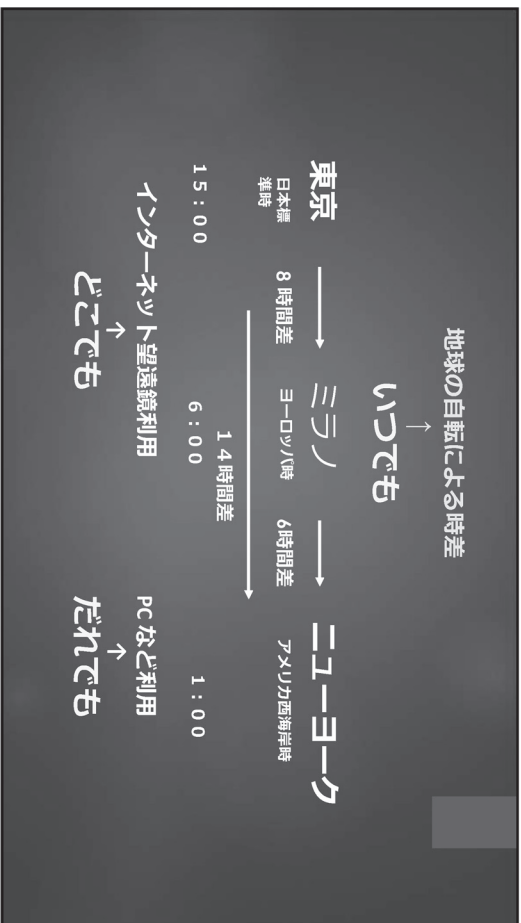 地球の自転による時差
↑
いつでも
東京 → ミラノ → ニューヨーク
日本標準時 8時間差 ヨーロッパ時 6時間差 アメリカ西海岸時
14時間差
15:00 6:00 1:00
インターネット望遠鏡利用 PCなど利用
↑ ↑
どこでも だれでも